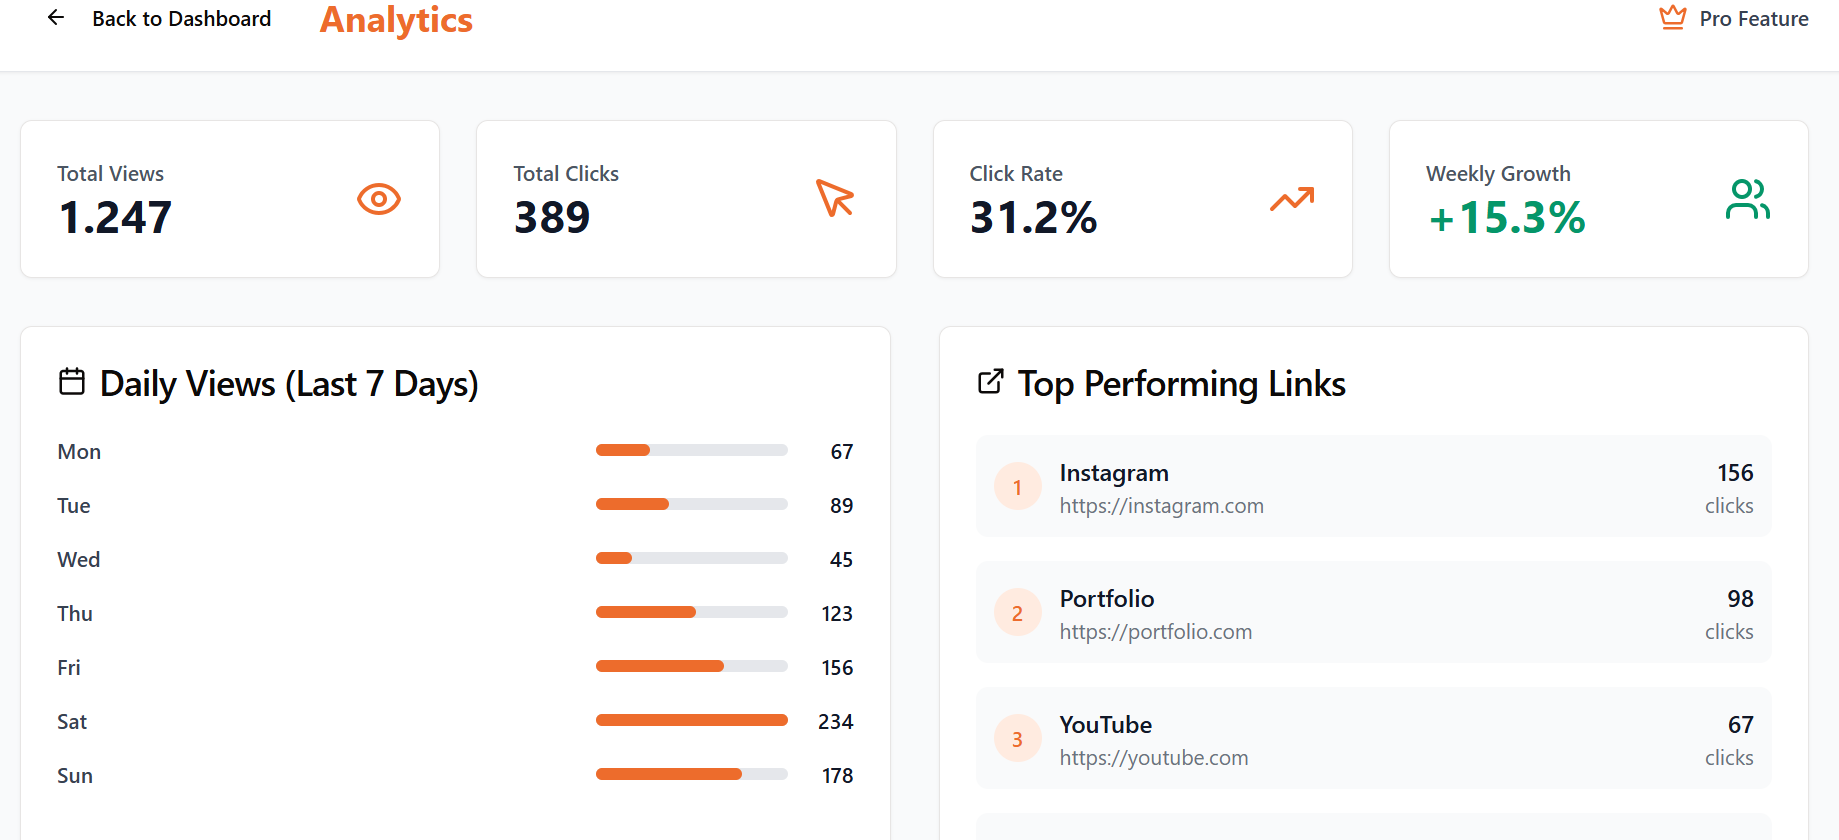 Back to Dashboard
Analytics
Pro Feature
Total Views
1.247
Total Clicks
389
Click Rate
31.2%
Weekly Growth
+15.3%
Daily Views (Last 7 Days)
Mon 67
Tue 89
Wed 45
Thu 123
Fri 156
Sat 234
Sun 178
Top Performing Links
1 Instagram 156
https://instagram.com clicks
2 Portfolio 98
https://portfolio.com clicks
3 YouTube 67
https://youtube.com clicks